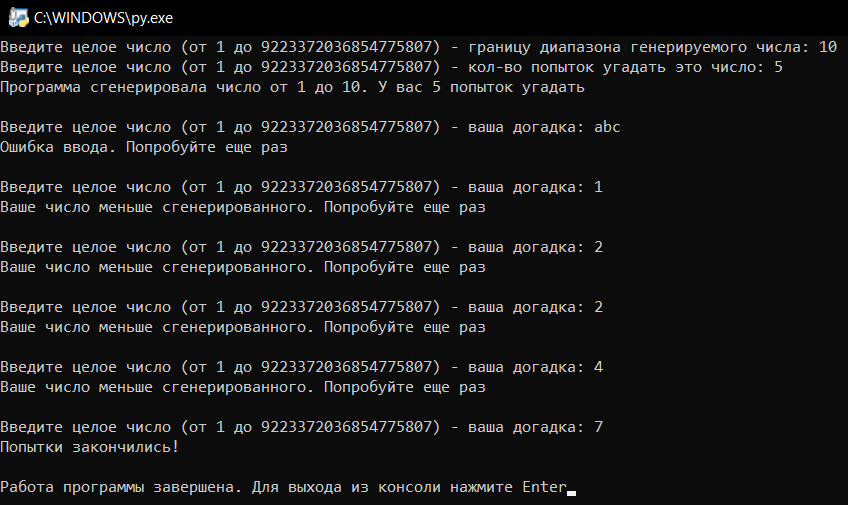 C:\WINDOWS\py.exe
Введите целое число (от 1 до 9223372036854775807) - границу диапазона генерируемого числа: 10
Введите целое число (от 1 до 9223372036854775807) - кол-во попыток угадать это число: 5
Программа сгенерировала число от 1 до 10. У вас 5 попыток угадать
Введите целое число (от 1 до 9223372036854775807) - ваша догадка: abc
Ошибка ввода. Попробуйте еще раз
Введите целое число (от 1 до 9223372036854775807) - ваша догадка: 1
Ваше число меньше сгенерированного. Попробуйте еще раз
Введите целое число (от 1 до 9223372036854775807) - ваша догадка: 2
Ваше число меньше сгенерированного. Попробуйте еще раз
Введите целое число (от 1 до 9223372036854775807) - ваша догадка: 2
Ваше число меньше сгенерированного. Попробуйте еще раз
Введите целое число (от 1 до 9223372036854775807) - ваша догадка: 4
Ваше число меньше сгенерированного. Попробуйте еще раз
Введите целое число (от 1 до 9223372036854775807) - ваша догадка: 7
Попытки закончились!
Работа программы завершена. Для выхода из консоли нажмите Enter